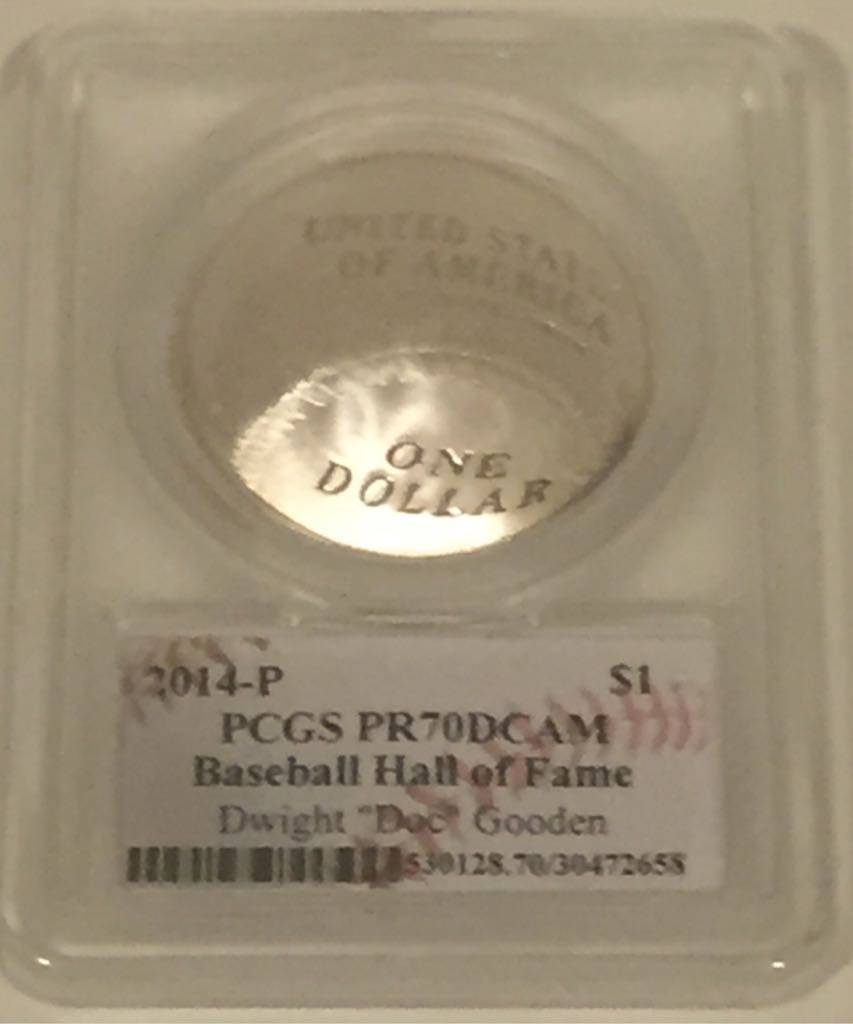 UNITED STATES
OF AMERICA
ONE
DOLLAR
2014-P $1
PCGS PR70DCAM
Baseball Hall of Fame
Dwight "Doc" Gooden
530128.70/30472658